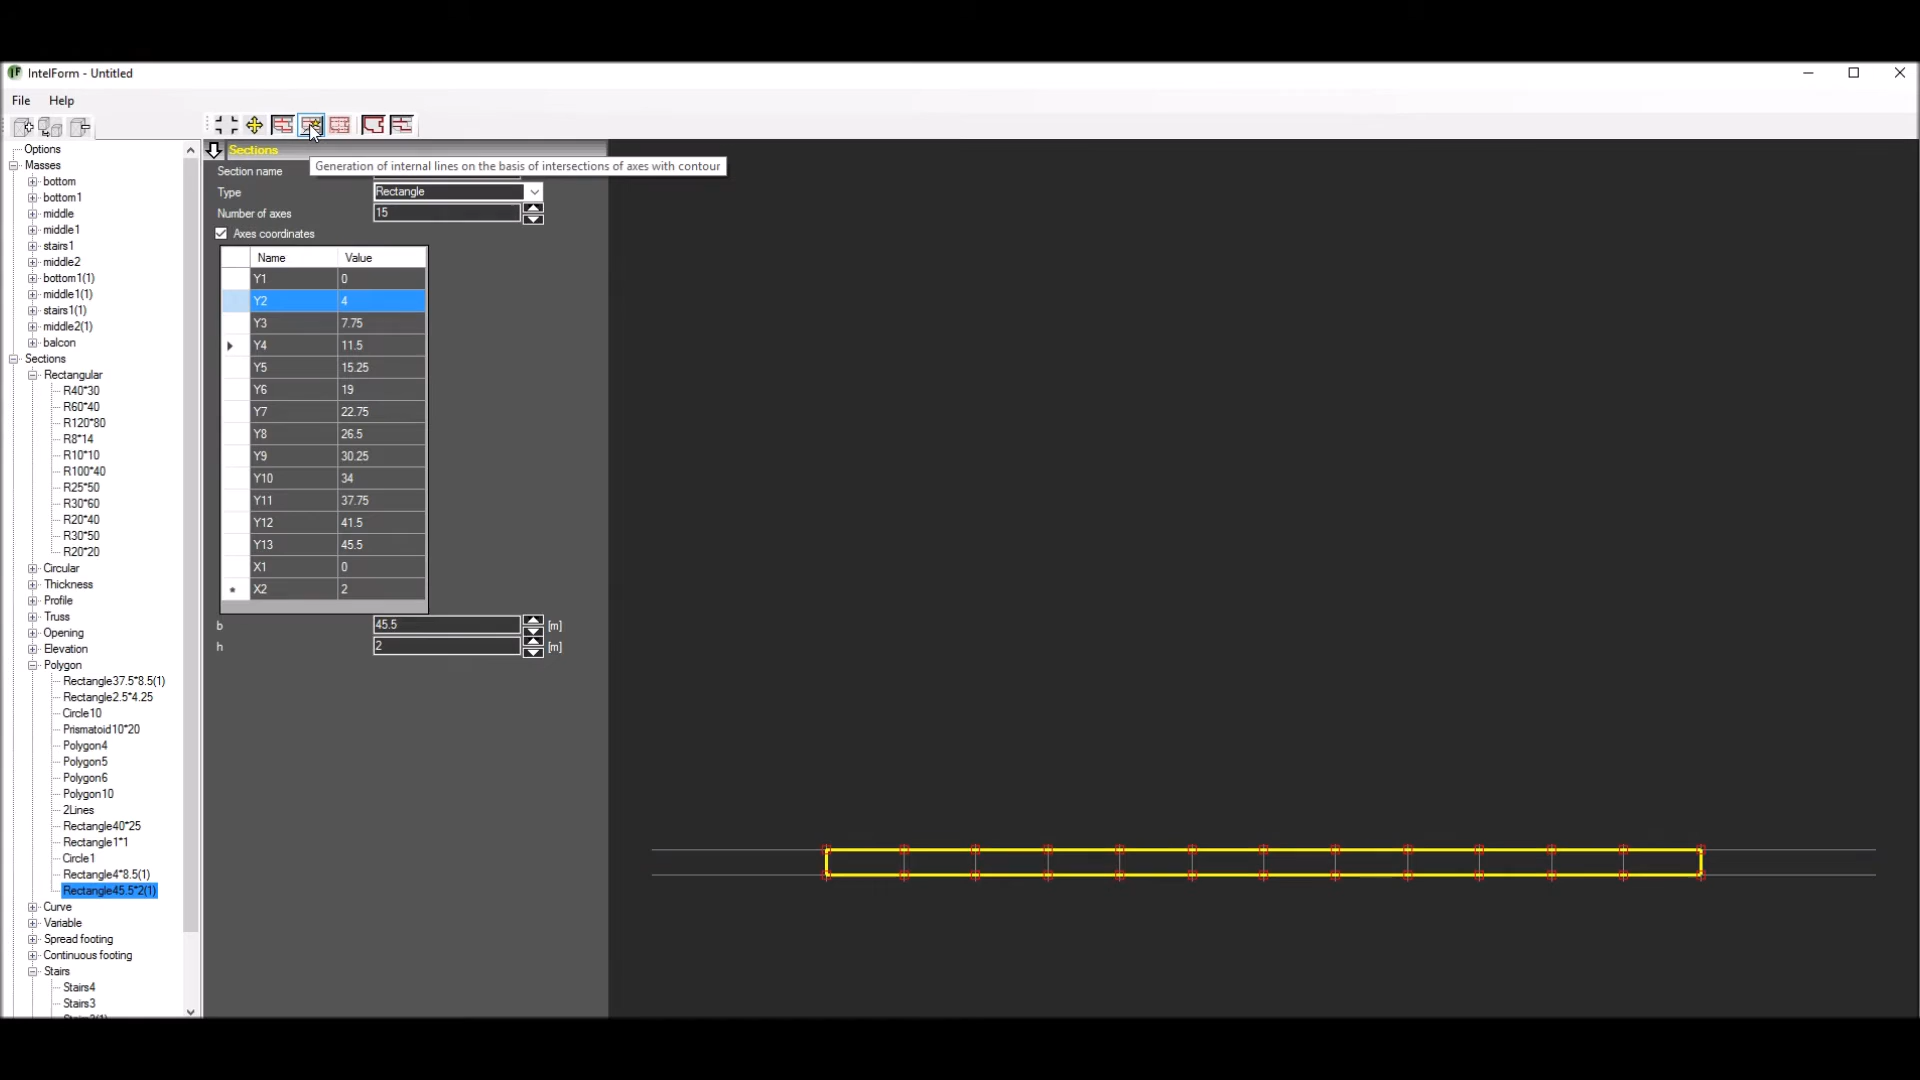 IntelForm - Untitled
File Help
Options
Masses
bottom
bottom1
middle
middle1
stairs1
middle2
bottom1(1)
middle1(1)
stairs1(1)
middle2(1)
balcon
Sections
Rectangular
R40*30
R60*40
R120*80
R8*14
R10*10
R100*40
R25*50
R30*60
R20*40
R30*50
R20*20
Circular
Thickness
Profile
Truss
Opening
Elevation
Polygon
Rectangle37.5*8.5(1)
Rectangle2.5*4.25
Circle10
Prismatoid10*20
Polygon4
Polygon5
Polygon6
Polygon10
2Lines
Rectangle40*25
Rectangle1*1
Circle1
Rectangle4*8.5(1)
Rectangle45.5*2(1)
Curve
Variable
Spread footing
Continuous footing
Stairs
Stairs4
Stairs3
Sections
Generation of internal lines on the basis of intersections of axes with contour
Section name
Type Rectangle
Number of axes 15
Axes coordinates
Name Value
Y1 0
Y2 4
Y3 7.75
Y4 11.5
Y5 15.25
Y6 19
Y7 22.75
Y8 26.5
Y9 30.25
Y10 34
Y11 37.75
Y12 41.5
Y13 45.5
X1 0
X2 2
b 45.5 [m]
h 2 [m]